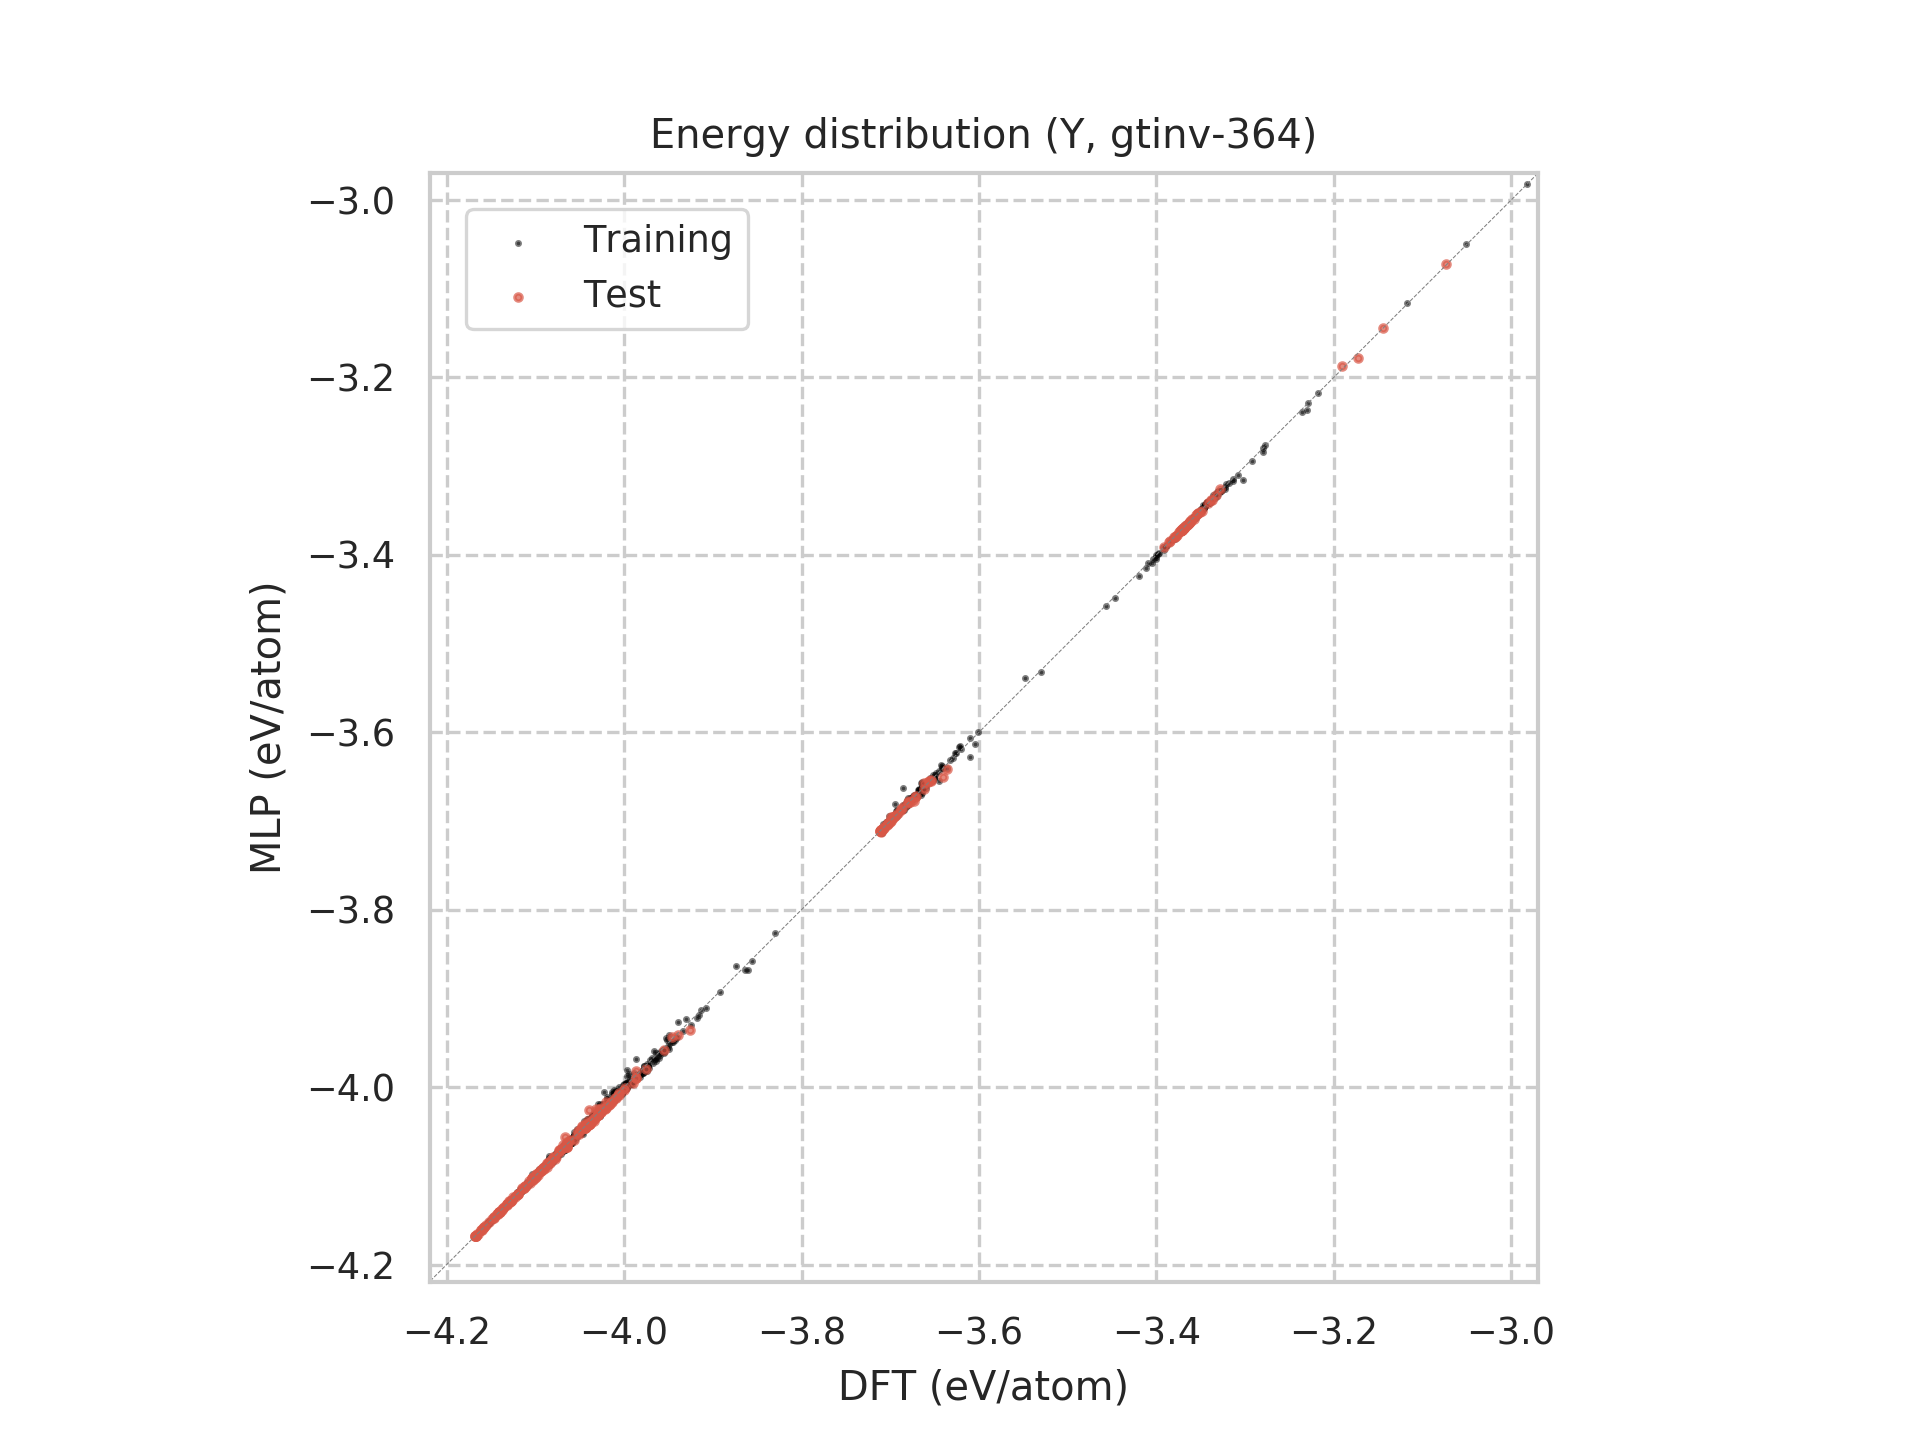 Energy distribution (Y, gtinv-364)
Training
Test
MLP (eV/atom)
−3.0
−3.2
−3.4
−3.6
−3.8
−4.0
−4.2
−4.2 −4.0 −3.8 −3.6 −3.4 −3.2 −3.0
DFT (eV/atom)